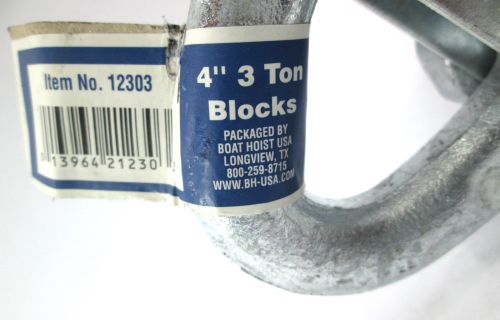 Item No. 12303
13964 21230
4" 3 Ton
Blocks
PACKAGED BY
BOAT HOIST USA
LONGVIEW, TX
800-259-8715
WWW.BH-USA.COM